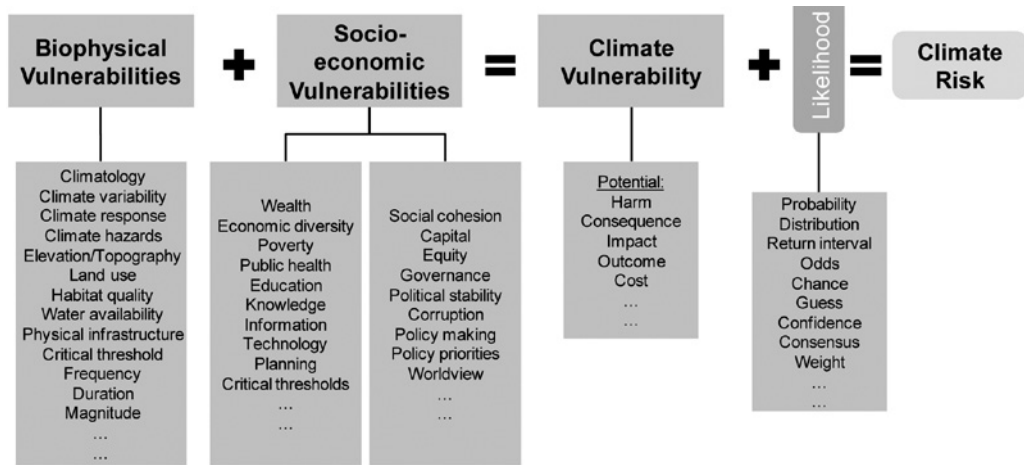 Biophysical
Vulnerabilities
+
Socio-
economic
Vulnerabilities
=
Climate
Vulnerability
+
Likelihood
=
Climate
Risk
Climatology
Climate variability
Climate response
Climate hazards
Elevation/Topography
Land use
Habitat quality
Water availability
Physical infrastructure
Critical threshold
Frequency
Duration
Magnitude
...
...
Wealth
Economic diversity
Poverty
Public health
Education
Knowledge
Information
Technology
Planning
Critical thresholds
...
...
Social cohesion
Capital
Equity
Governance
Political stability
Corruption
Policy making
Policy priorities
Worldview
...
...
Potential:
Harm
Consequence
Impact
Outcome
Cost
...
...
Probability
Distribution
Return interval
Odds
Chance
Guess
Confidence
Consensus
Weight
...
...